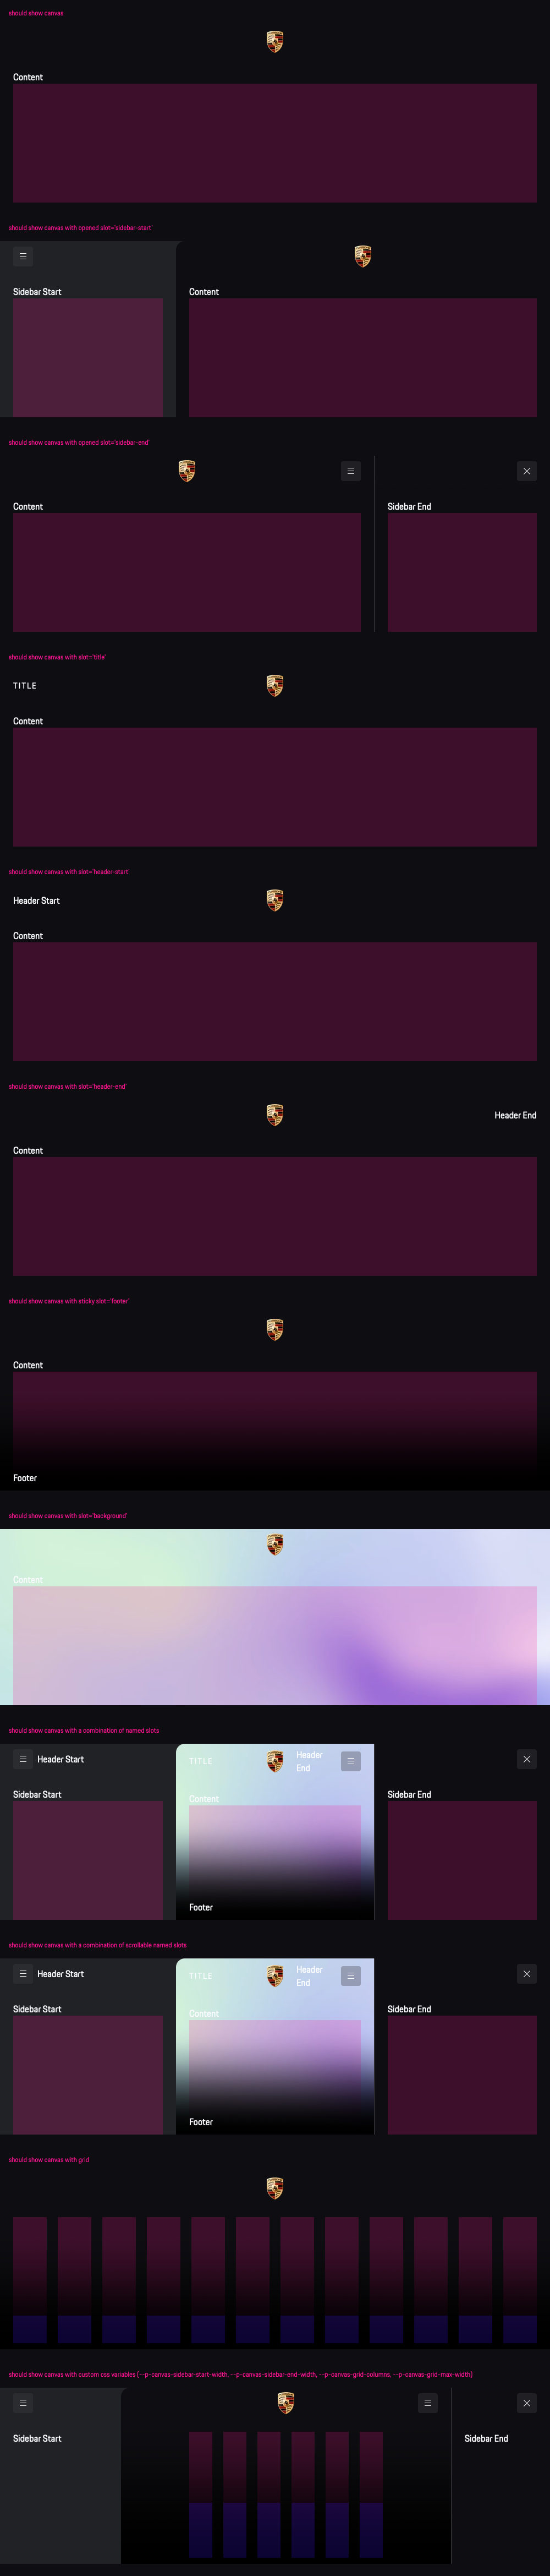 should show canvas
Content
should show canvas with opened slot='sidebar-start'
Sidebar Start
Content
should show canvas with opened slot='sidebar-end'
Content
Sidebar End
should show canvas with slot='title'
TITLE
Content
should show canvas with slot='header-start'
Header Start
Content
should show canvas with slot='header-end'
Header End
Content
should show canvas with sticky slot='footer'
Content
Footer
should show canvas with slot='background'
Content
should show canvas with a combination of named slots
Header Start
TITLE
Header
End
Sidebar Start
Content
Sidebar End
Footer
should show canvas with a combination of scrollable named slots
Header Start
TITLE
Header
End
Sidebar Start
Content
Sidebar End
Footer
should show canvas with grid
should show canvas with custom css variables (--p-canvas-sidebar-start-width, --p-canvas-sidebar-end-width, --p-canvas-grid-columns, --p-canvas-grid-max-width)
Sidebar Start
Sidebar End